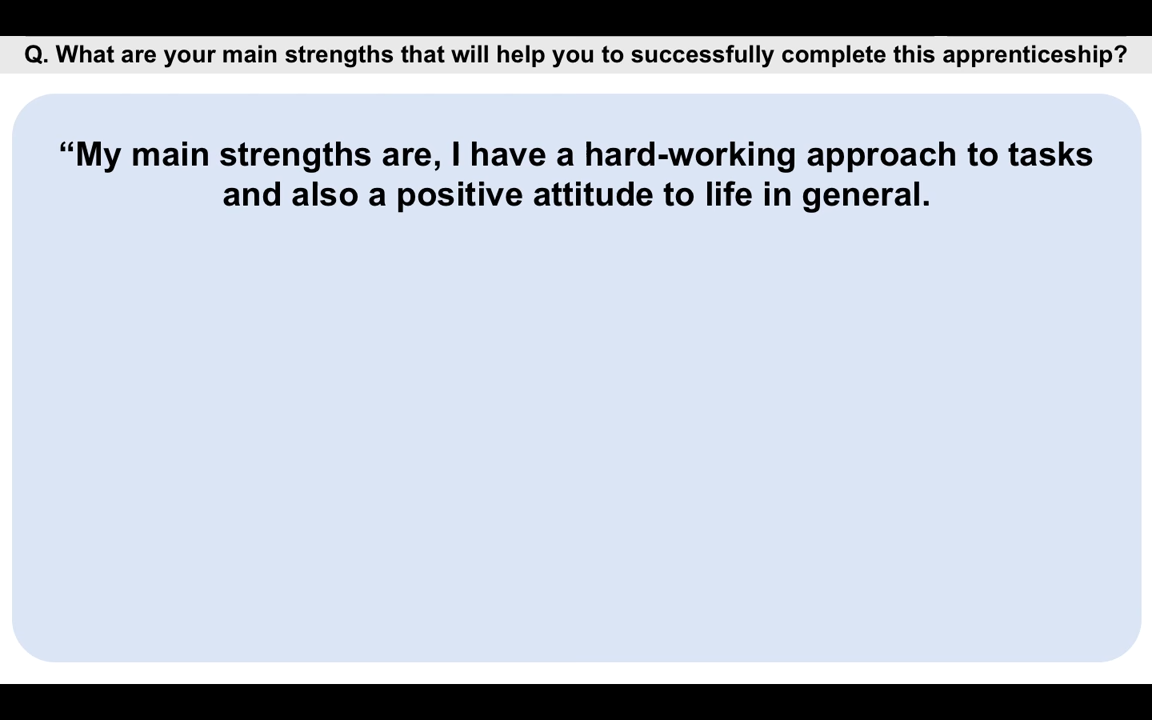 Q. What are your main strengths that will help you to successfully complete this apprenticeship?
“My main strengths are, I have a hard-working approach to tasks
and also a positive attitude to life in general.